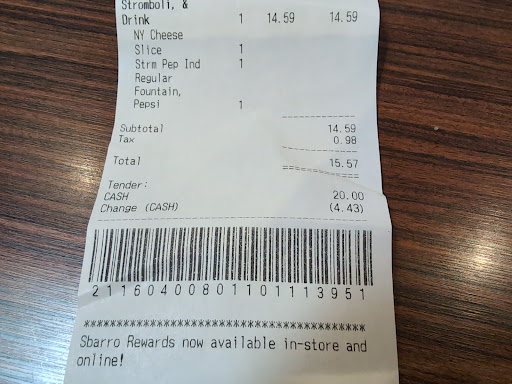 Stromboli, &
Drink 1 14.59 14.59
NY Cheese
Slice 1
Strm Pep Ind 1
Regular
Fountain,
Pepsi 1
Subtotal 14.59
Tax 0.98
Total 15.57
Tender:
CASH 20.00
Change (CASH) (4.43)
21160400801101113951
****************************************
Sbarro Rewards now available in-store and
online!